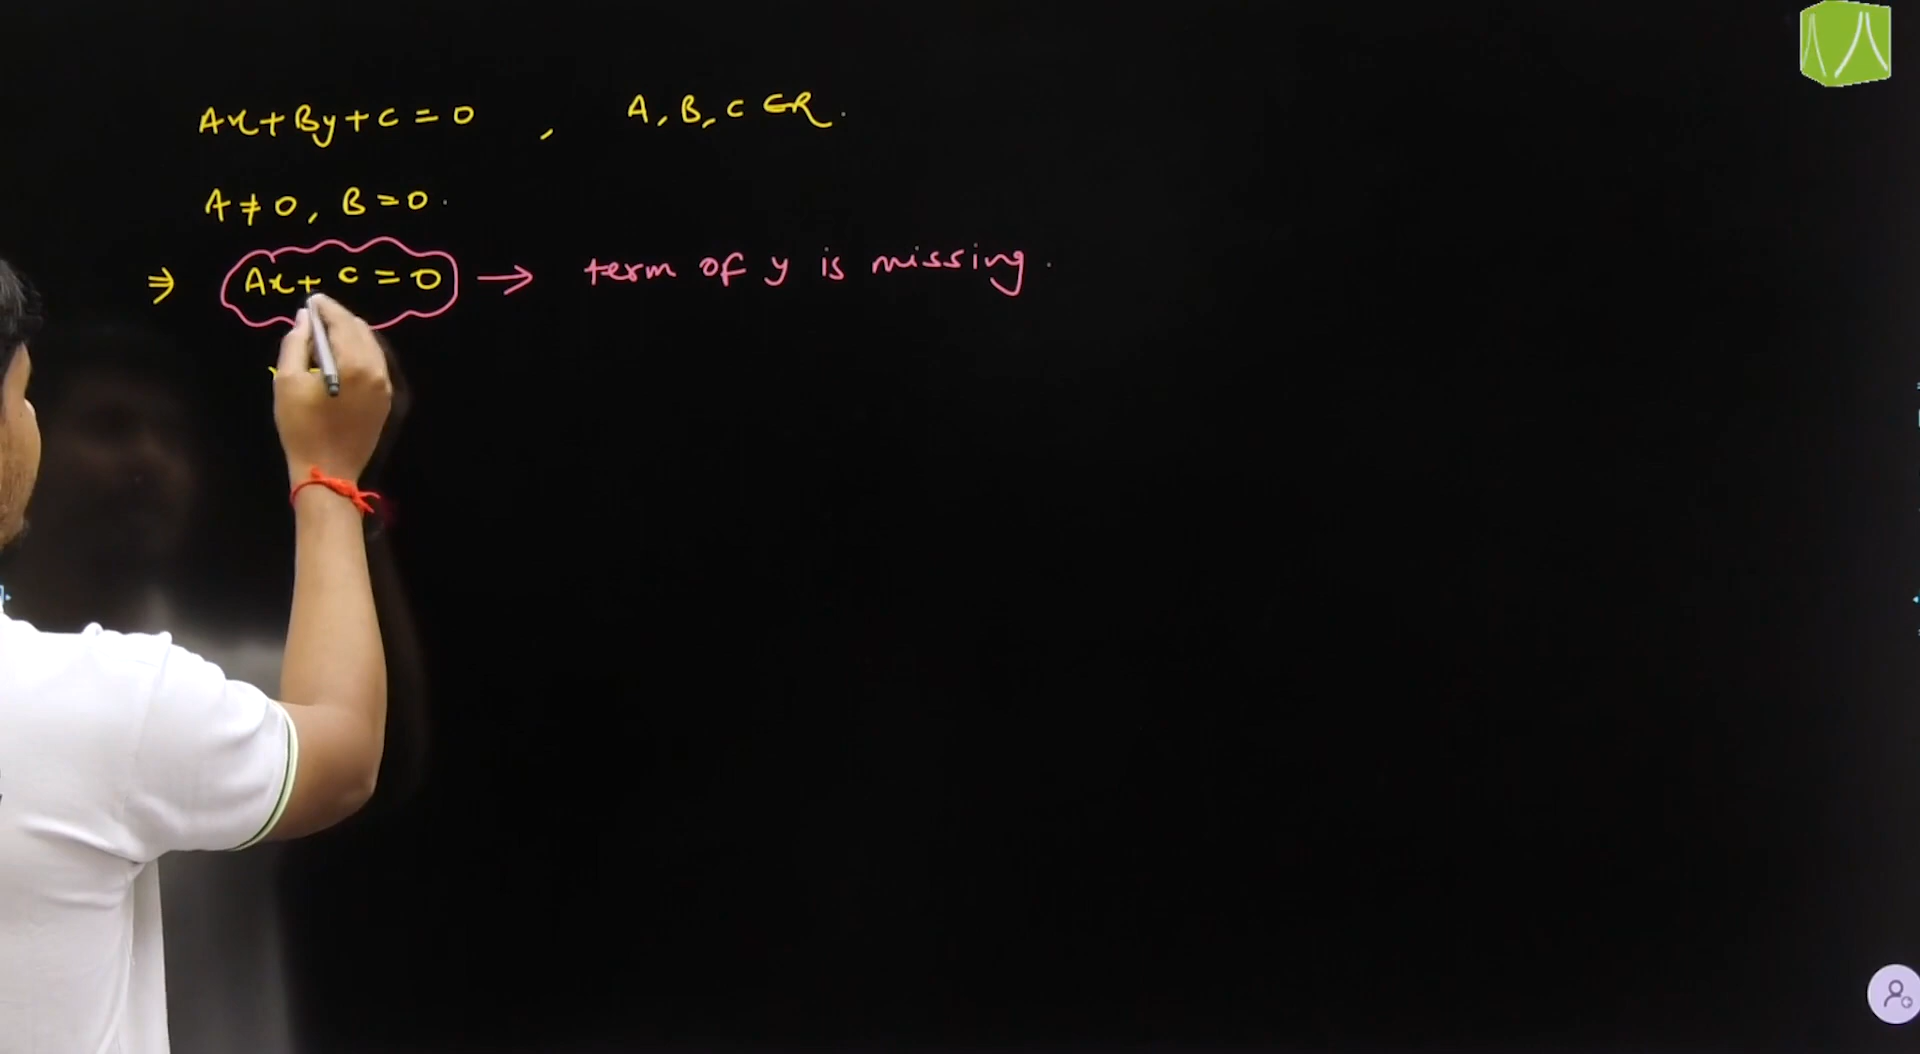 Ax+By+C=0 , A, B, C ∈ R.
A≠0, B=0.
⇒ Ax+ C=0 → term of y is missing.